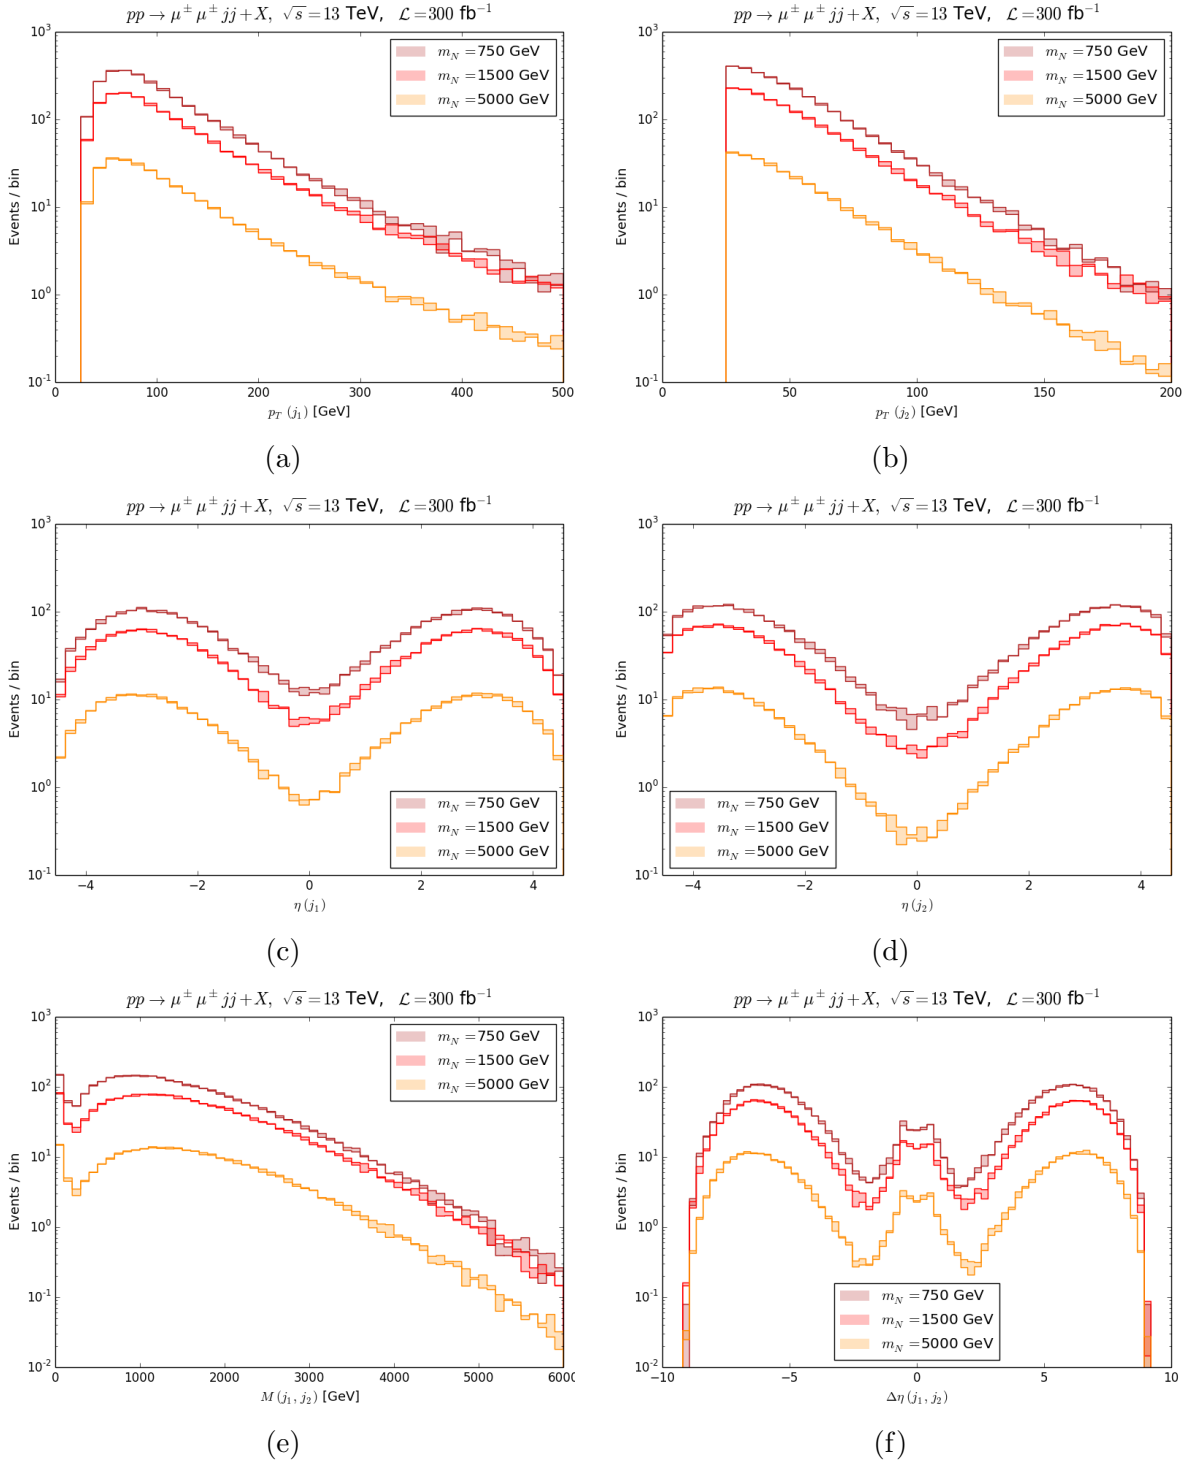 pp → μ± μ± jj + X, √s = 13 TeV, ℒ = 300 fb⁻¹
m_N = 750 GeV
m_N = 1500 GeV
m_N = 5000 GeV
Events / bin
10³
10²
10¹
10⁰
10⁻¹
0 100 200 300 400 500
p_T (j₁) [GeV]
(a)
pp → μ± μ± jj + X, √s = 13 TeV, ℒ = 300 fb⁻¹
m_N = 750 GeV
m_N = 1500 GeV
m_N = 5000 GeV
Events / bin
10³
10²
10¹
10⁰
10⁻¹
0 50 100 150 200
p_T (j₂) [GeV]
(b)
pp → μ± μ± jj + X, √s = 13 TeV, ℒ = 300 fb⁻¹
Events / bin
10³
10²
10¹
10⁰
10⁻¹
m_N = 750 GeV
m_N = 1500 GeV
m_N = 5000 GeV
−4 −2 0 2 4
η (j₁)
(c)
pp → μ± μ± jj + X, √s = 13 TeV, ℒ = 300 fb⁻¹
Events / bin
10³
10²
10¹
10⁰
10⁻¹
m_N = 750 GeV
m_N = 1500 GeV
m_N = 5000 GeV
−4 −2 0 2 4
η (j₂)
(d)
pp → μ± μ± jj + X, √s = 13 TeV, ℒ = 300 fb⁻¹
m_N = 750 GeV
m_N = 1500 GeV
m_N = 5000 GeV
Events / bin
10³
10²
10¹
10⁰
10⁻¹
10⁻²
0 1000 2000 3000 4000 5000 6000
M (j₁, j₂) [GeV]
(e)
pp → μ± μ± jj + X, √s = 13 TeV, ℒ = 300 fb⁻¹
Events / bin
10³
10²
10¹
10⁰
10⁻¹
10⁻²
m_N = 750 GeV
m_N = 1500 GeV
m_N = 5000 GeV
−10 −5 0 5 10
Δη (j₁, j₂)
(f)